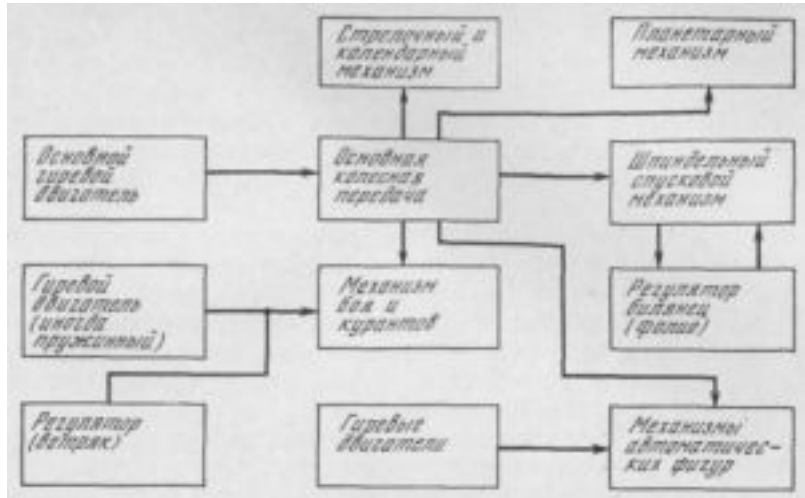 Стрелочный и
календарный
механизм
Планетарный
механизм
Основной
гиревой
двигатель
Основная
колесная
передача
Шпиндельный
спусковой
механизм
Гиревой
двигатель
(иногда
пружинный)
Механизм
боя и
курантов
Регулятор
билянец
(фолио)
Регулятор
(ветряк)
Гиревые
двигатели
Механизмы
автоматичес-
ких фигур